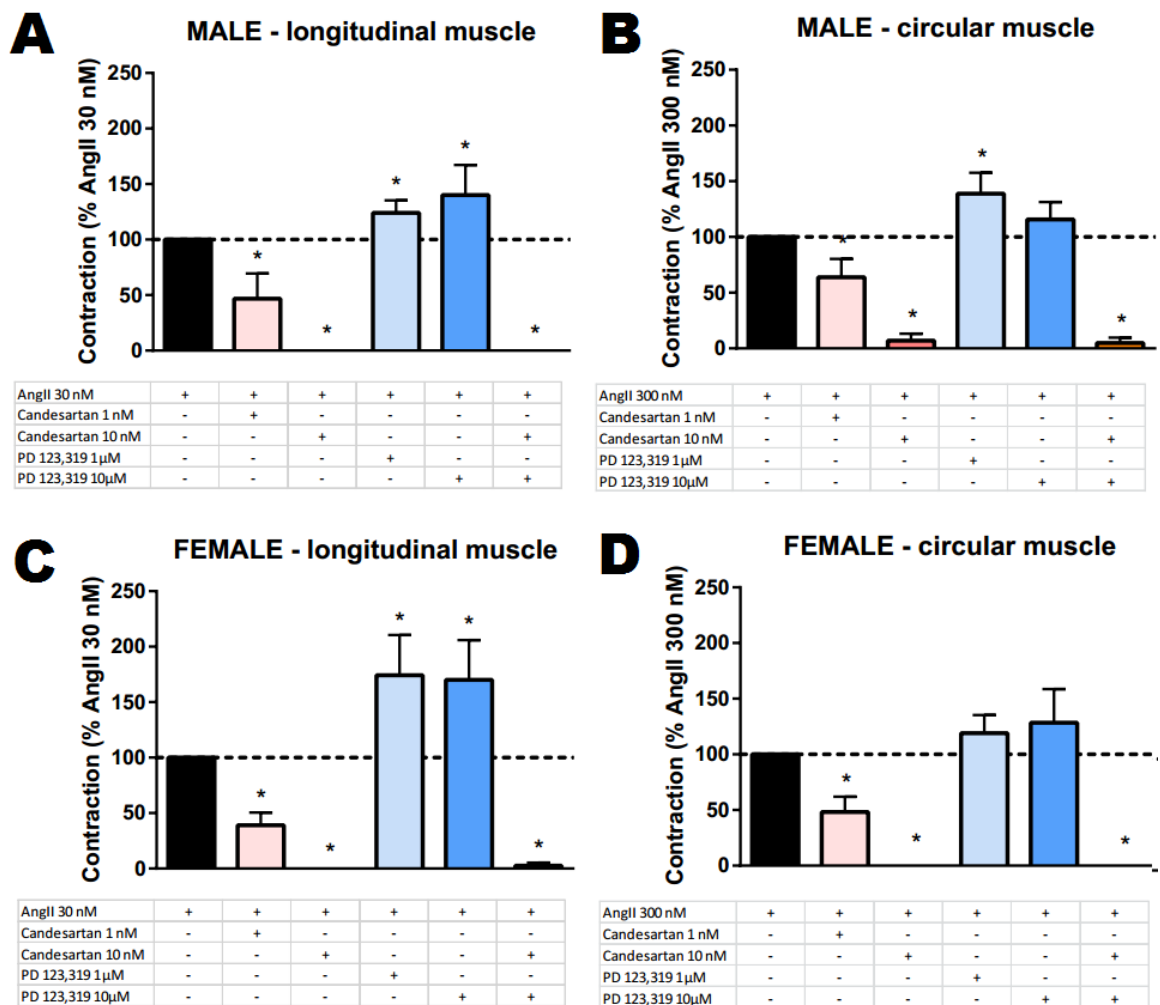 A
MALE - longitudinal muscle
Contraction (% AngII 30 nM)
250
200
150
100
50
0
*
*
*
*
*
AngII 30 nM + + + + + +
Candesartan 1 nM - + - - - -
Candesartan 10 nM - - + - - +
PD 123,319 1µM - - - + - -
PD 123,319 10µM - - - - + +
B
MALE - circular muscle
Contraction (% AngII 300 nM)
250
200
150
100
50
0
*
*
*
*
AngII 300 nM + + + + + +
Candesartan 1 nM - + - - - -
Candesartan 10 nM - - + - - +
PD 123,319 1µM - - - + - -
PD 123,319 10µM - - - - + +
C
FEMALE - longitudinal muscle
Contraction (% AngII 30 nM)
250
200
150
100
50
0
*
*
*
*
*
AngII 30 nM + + + + + +
Candesartan 1 nM - + - - - -
Candesartan 10 nM - - + - - +
PD 123,319 1µM - - - + - -
PD 123,319 10µM - - - - + +
D
FEMALE - circular muscle
Contraction (% AngII 300 nM)
250
200
150
100
50
0
*
*
*
AngII 300 nM + + + + + +
Candesartan 1 nM - + - - - -
Candesartan 10 nM - - + - - +
PD 123,319 1µM - - - + - -
PD 123,319 10µM - - - - + +